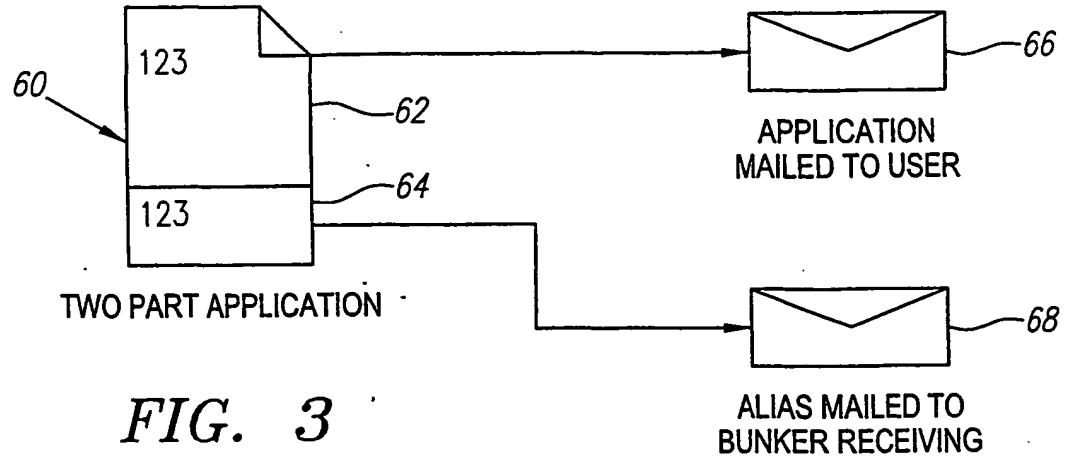 123
60
62
66
APPLICATION
MAILED TO USER
64
123
TWO PART APPLICATION
68
ALIAS MAILED TO
BUNKER RECEIVING
FIG. 3